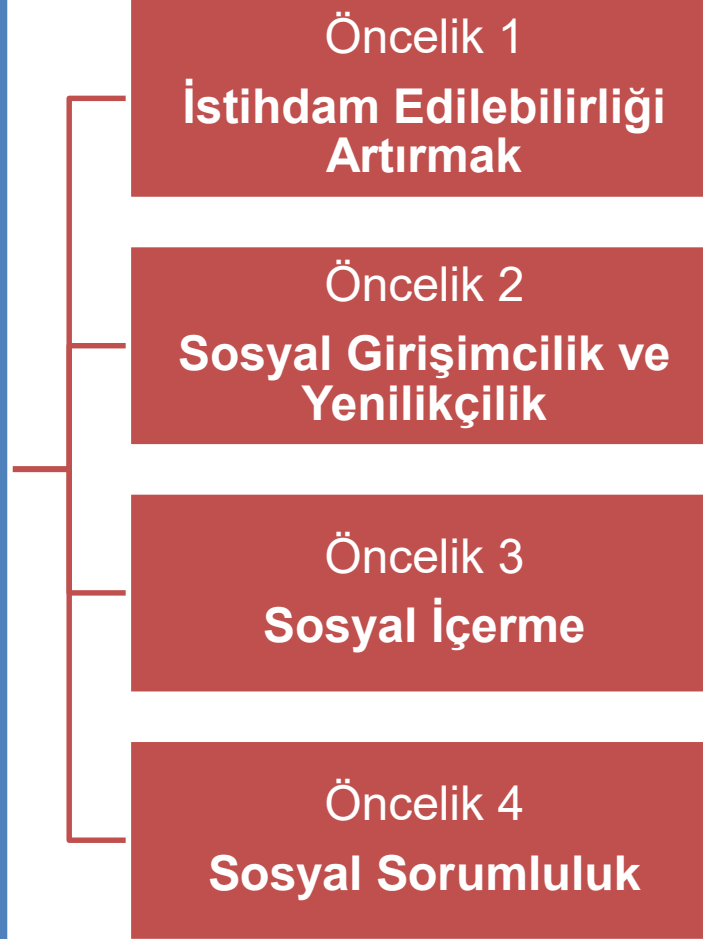 Öncelik 1
İstihdam Edilebilirliği
Artırmak
Öncelik 2
Sosyal Girişimcilik ve
Yenilikçilik
Öncelik 3
Sosyal İçerme
Öncelik 4
Sosyal Sorumluluk